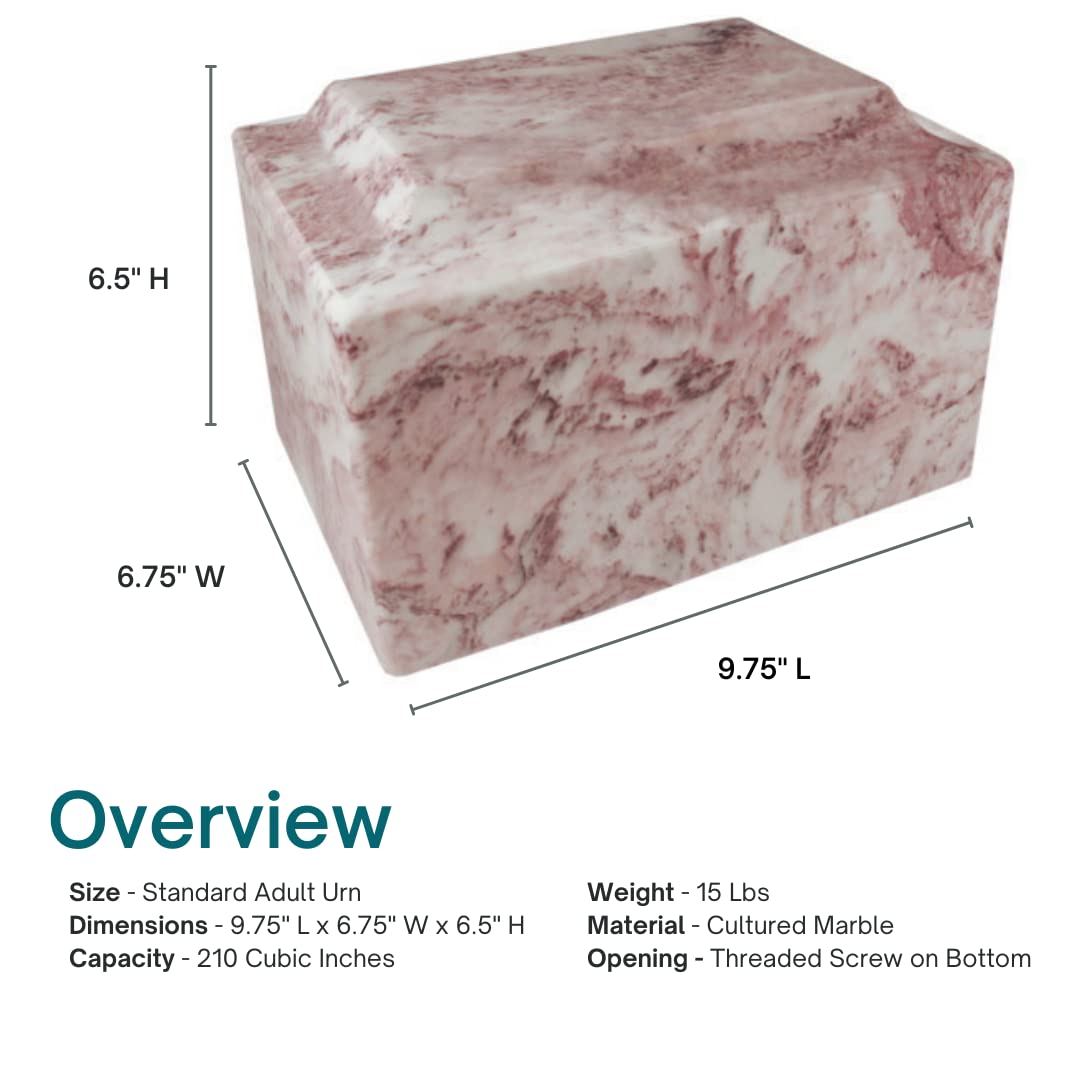 6.5" H
6.75" W
9.75" L
Overview
Size - Standard Adult Urn
Dimensions - 9.75" L x 6.75" W x 6.5" H
Capacity - 210 Cubic Inches
Weight - 15 Lbs
Material - Cultured Marble
Opening - Threaded Screw on Bottom